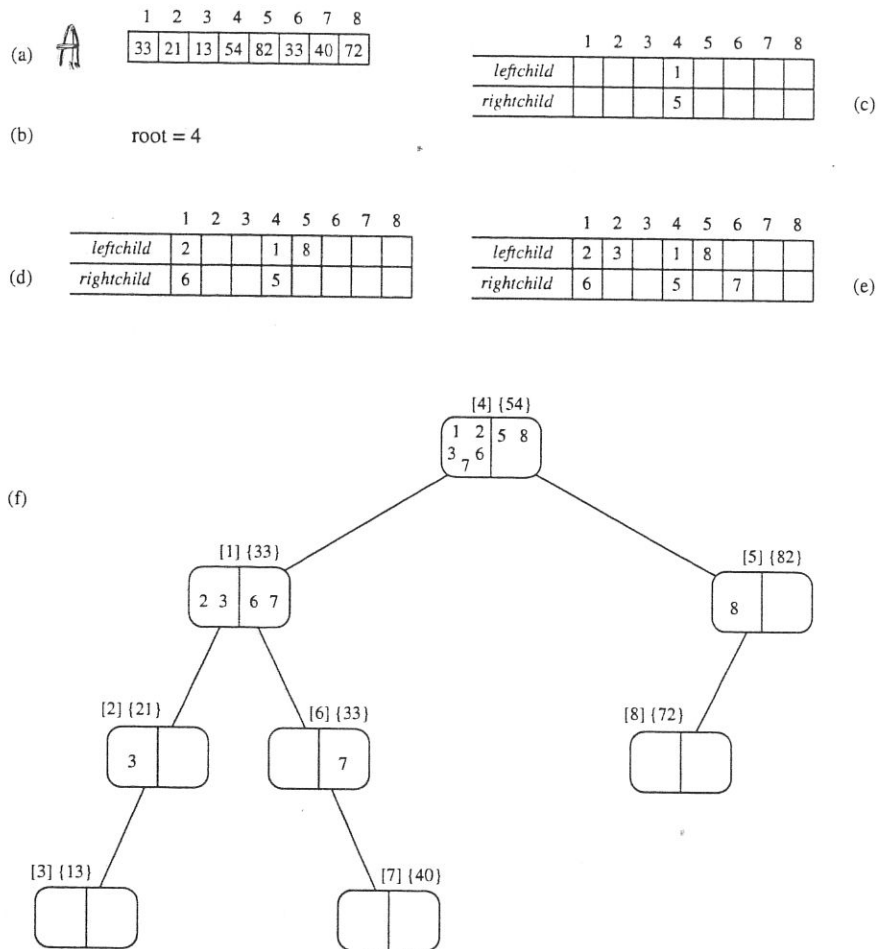 1 2 3 4 5 6 7 8
(a) A 33 21 13 54 82 33 40 72
1 2 3 4 5 6 7 8
leftchild 1
rightchild 5
(c)
(b) root = 4
1 2 3 4 5 6 7 8
leftchild 2 1 8
(d) rightchild 6 5
1 2 3 4 5 6 7 8
leftchild 2 3 1 8
rightchild 6 5 7
(e)
(f)
[4] {54}
1 2 5 8
3 7 6
[1] {33} [5] {82}
2 3 6 7 8
[2] {21} [6] {33} [8] {72}
3 7
[3] {13} [7] {40}